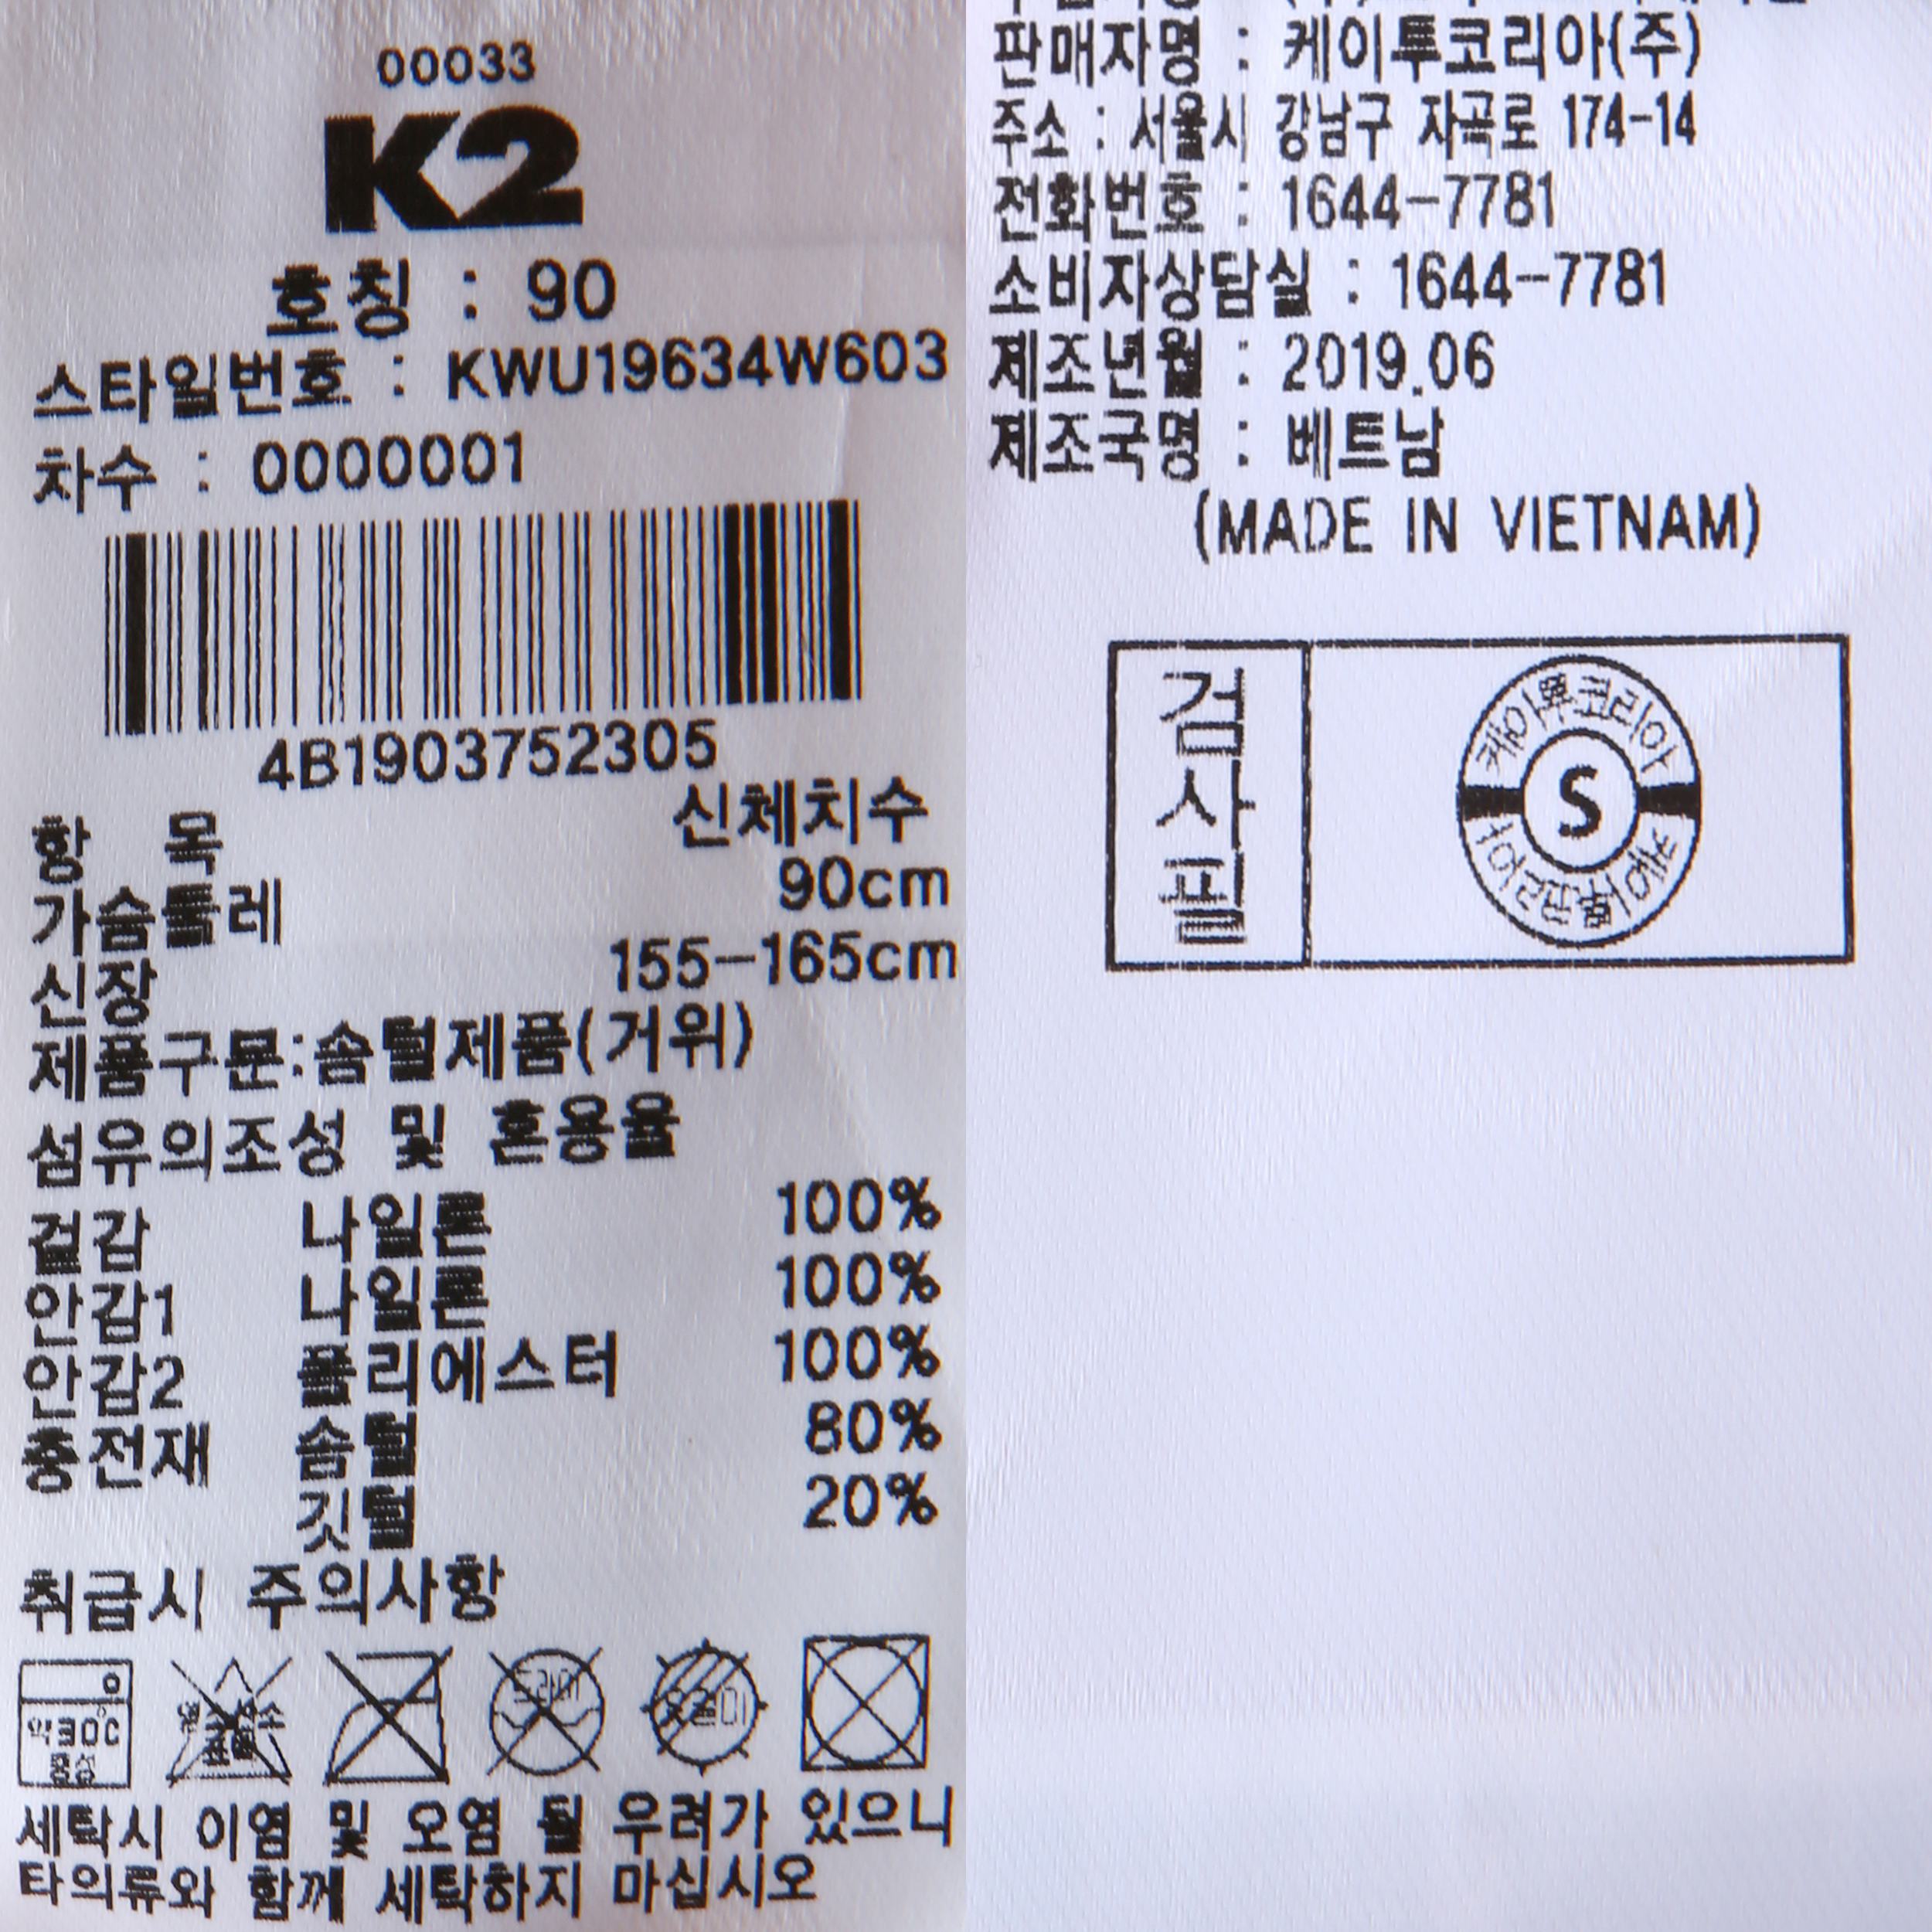 00033
K2
호칭 : 90
스타일번호 : KWU19634W603
차수 : 0000001
4B1903752305
항 목 신체치수
가슴둘레 90cm
신장 155-165cm
제품구분:솜털제품(거위)
섬유의조성 및 혼용율
겉감 나일론 100%
안감1 나일론 100%
안감2 폴리에스터 100%
충전재 솜털 80%
깃털 20%
취급시 주의사항
약30℃
중성
드라이
옷걸이
세탁시 이염 및 오염 될 우려가 있으니
타의류와 함께 세탁하지 마십시오
판매자명 : 케이투코리아(주)
주소 : 서울시 강남구 자곡로 174-14
전화번호 : 1644-7781
소비자상담실 : 1644-7781
제조년월 : 2019.06
제조국명 : 베트남
(MADE IN VIETNAM)
검사필
케이투코리아
S
케이투코리아